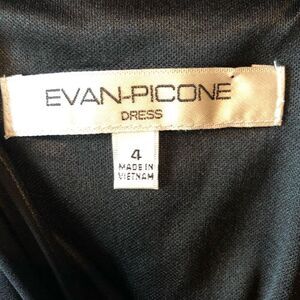 EVAN-PICONE
DRESS
4
MADE IN
VIETNAM